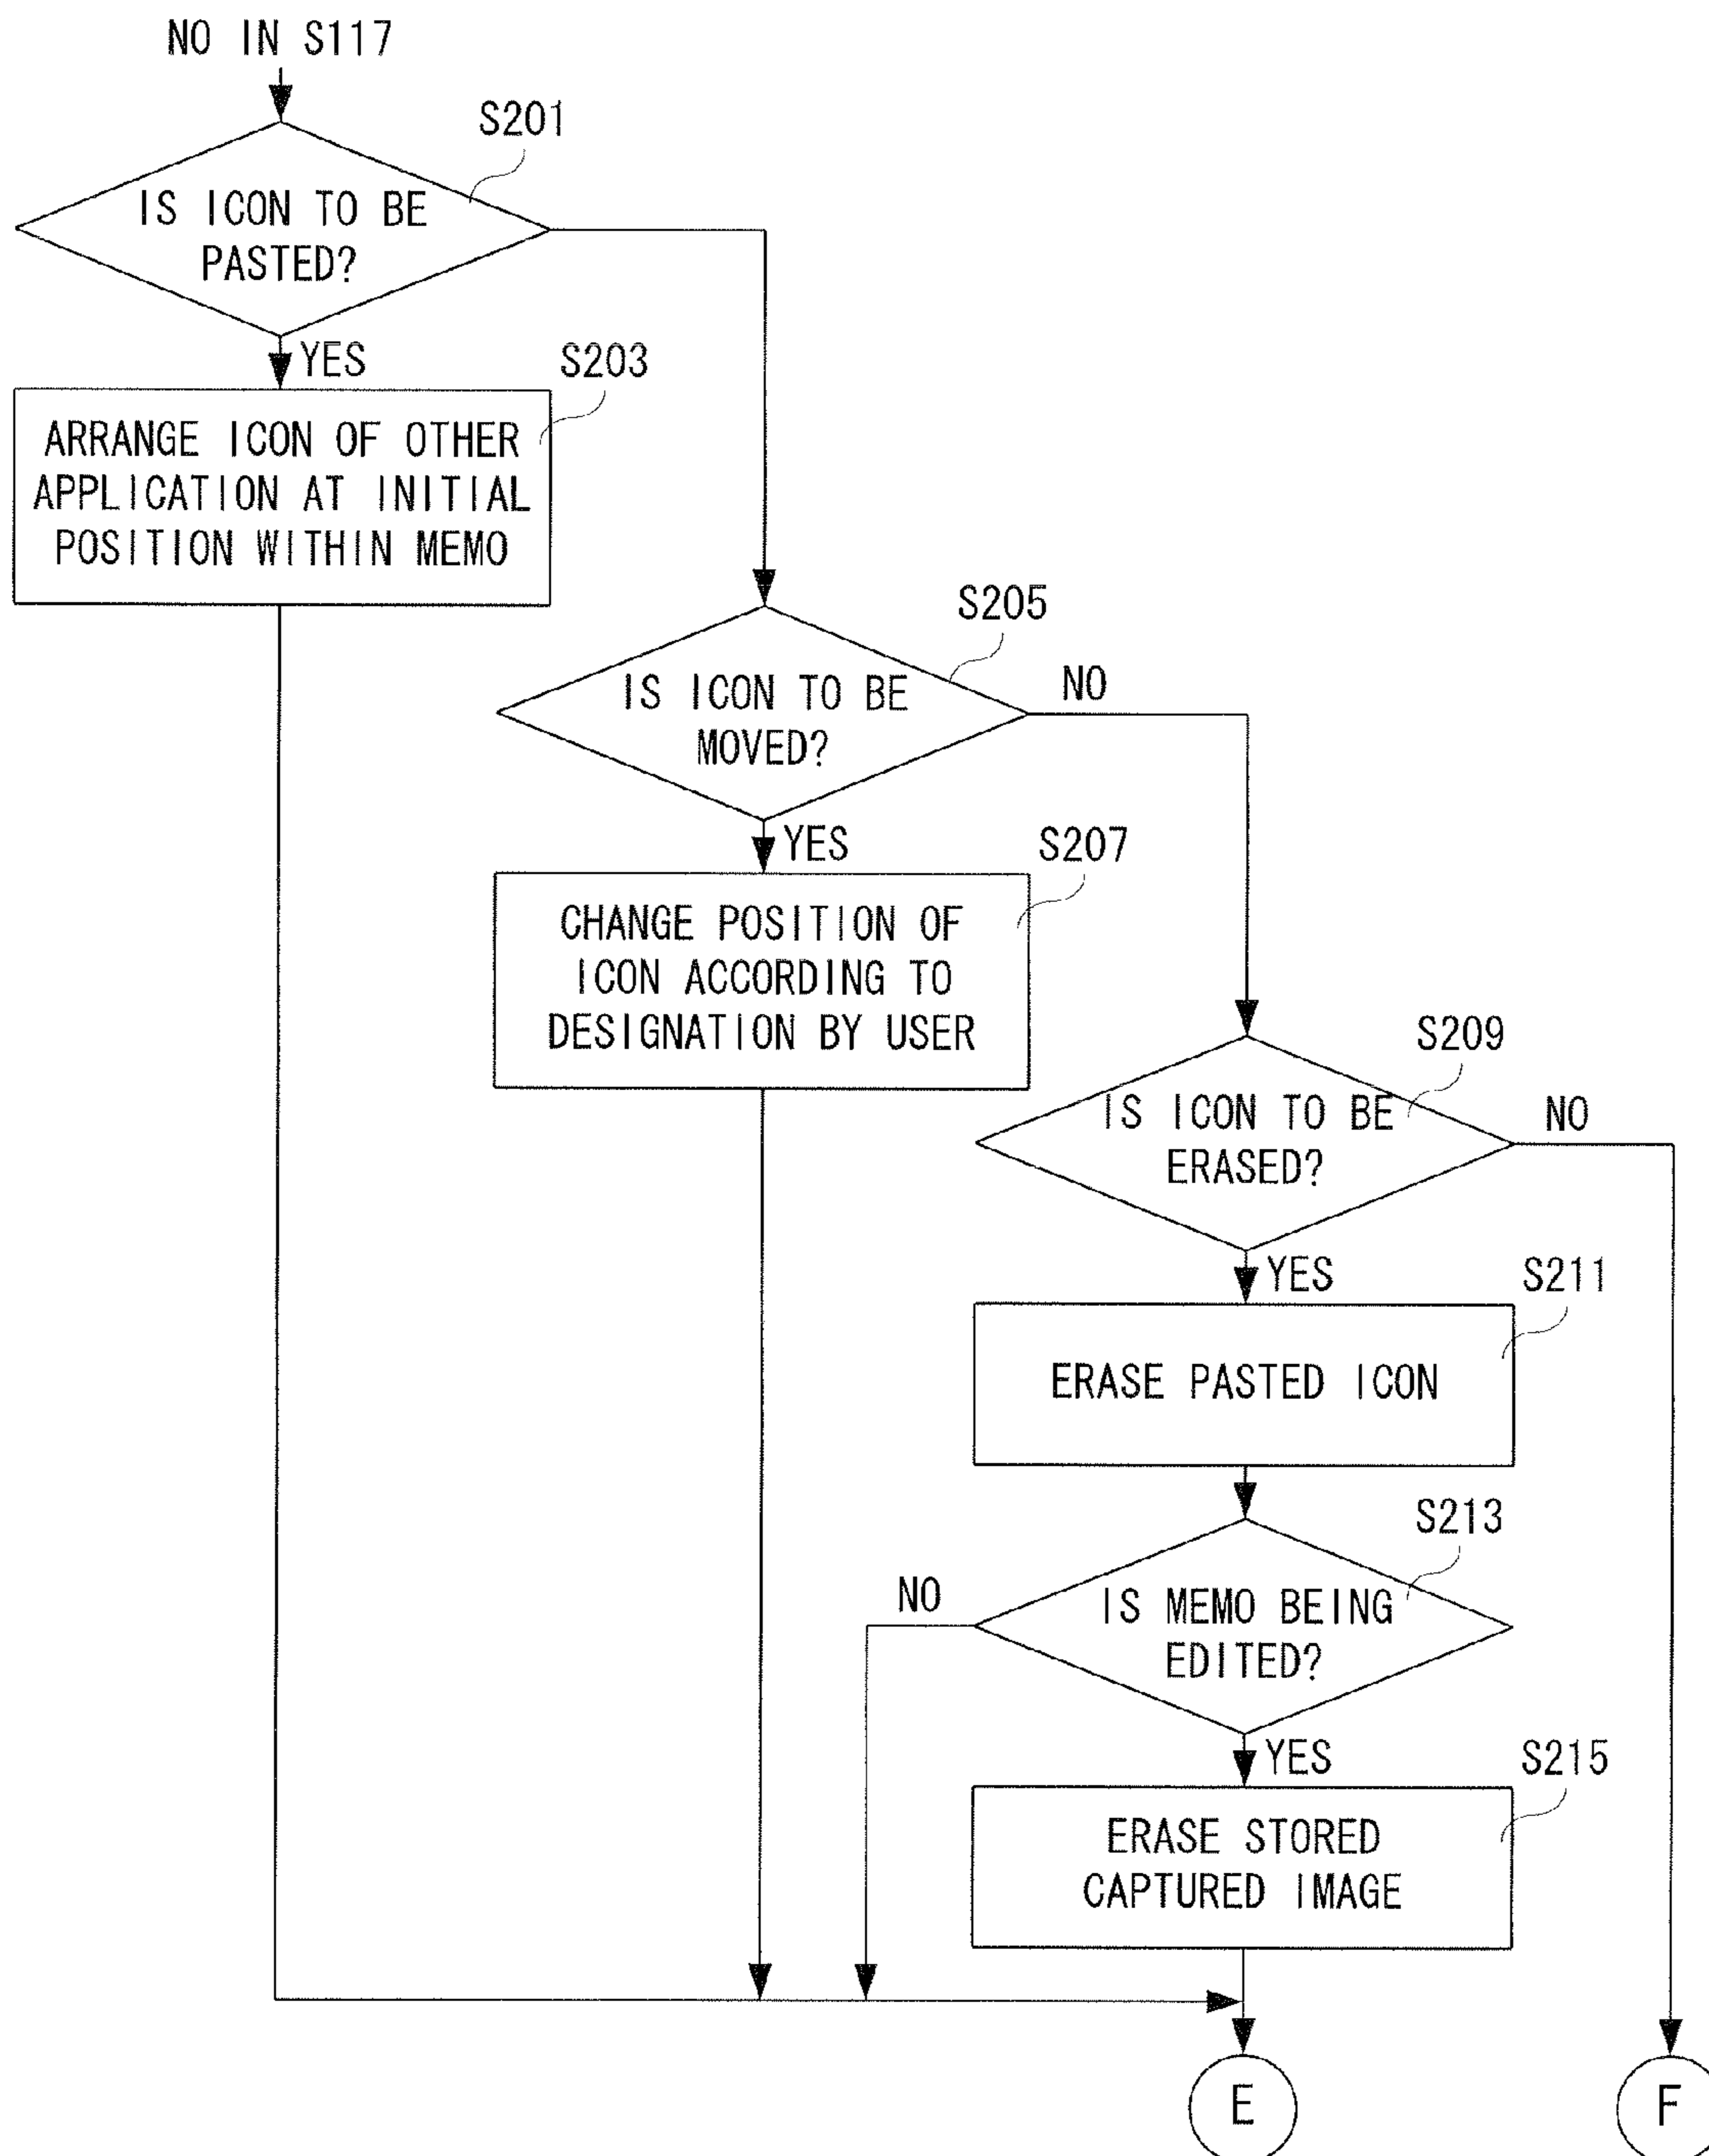 NO IN S117
S201
IS ICON TO BE
PASTED?
YES
S203
ARRANGE ICON OF OTHER
APPLICATION AT INITIAL
POSITION WITHIN MEMO
S205
IS ICON TO BE
MOVED?
NO
YES
S207
CHANGE POSITION OF
ICON ACCORDING TO
DESIGNATION BY USER
S209
IS ICON TO BE
ERASED?
NO
YES
S211
ERASE PASTED ICON
S213
IS MEMO BEING
EDITED?
NO
YES
S215
ERASE STORED
CAPTURED IMAGE
E
F